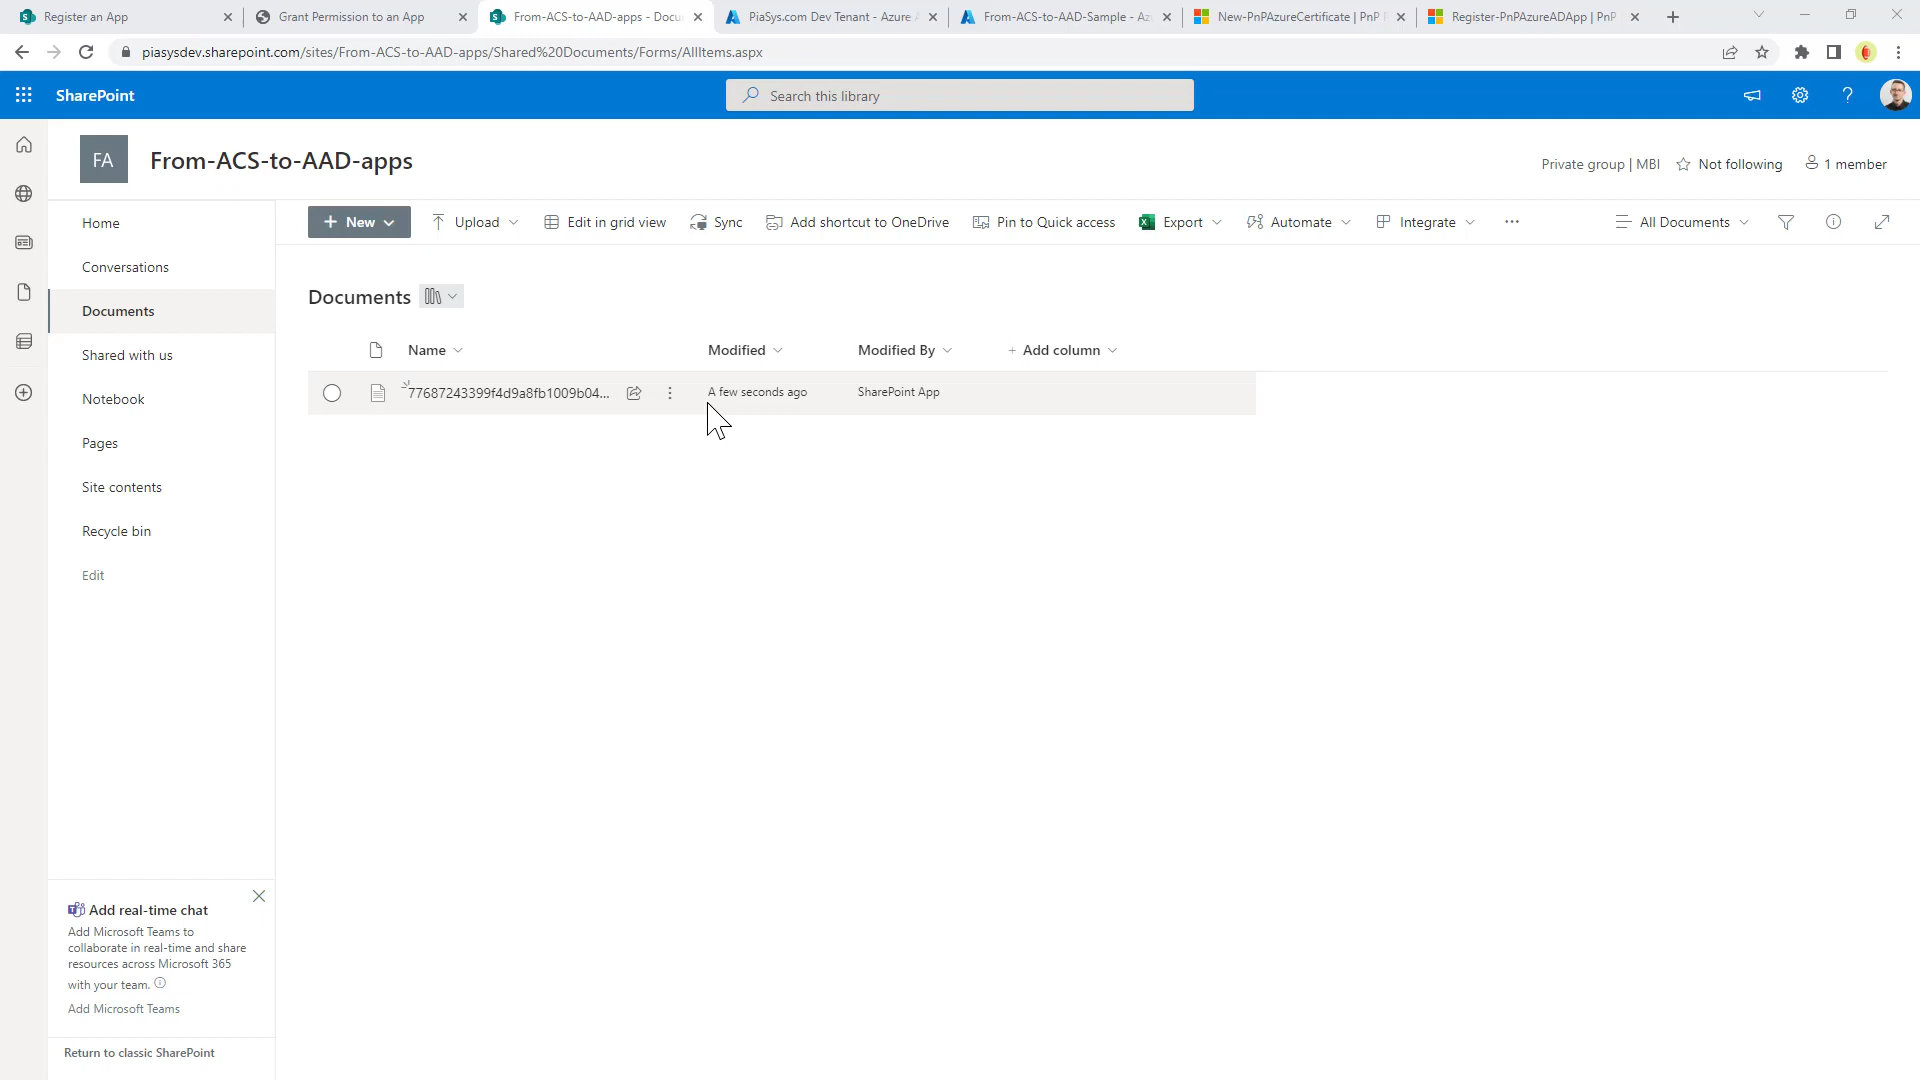 Register an App
Grant Permission to an App
From-ACS-to-AAD-apps - Docu
PiaSys.com Dev Tenant - Azure A
From-ACS-to-AAD-Sample - Az
New-PnPAzureCertificate | PnP P
Register-PnPAzureADApp | PnP
piasysdev.sharepoint.com/sites/From-ACS-to-AAD-apps/Shared%20Documents/Forms/AllItems.aspx
SharePoint
Search this library
FA
From-ACS-to-AAD-apps
Private group | MBI
Not following
1 member
Home
Conversations
Documents
Shared with us
Notebook
Pages
Site contents
Recycle bin
Edit
New
Upload
Edit in grid view
Sync
Add shortcut to OneDrive
Pin to Quick access
Export
Automate
Integrate
All Documents
Documents
Name
Modified
Modified By
+ Add column
77687243399f4d9a8fb1009b04...
A few seconds ago
SharePoint App
Add real-time chat
Add Microsoft Teams to
collaborate in real-time and share
resources across Microsoft 365
with your team.
Add Microsoft Teams
Return to classic SharePoint